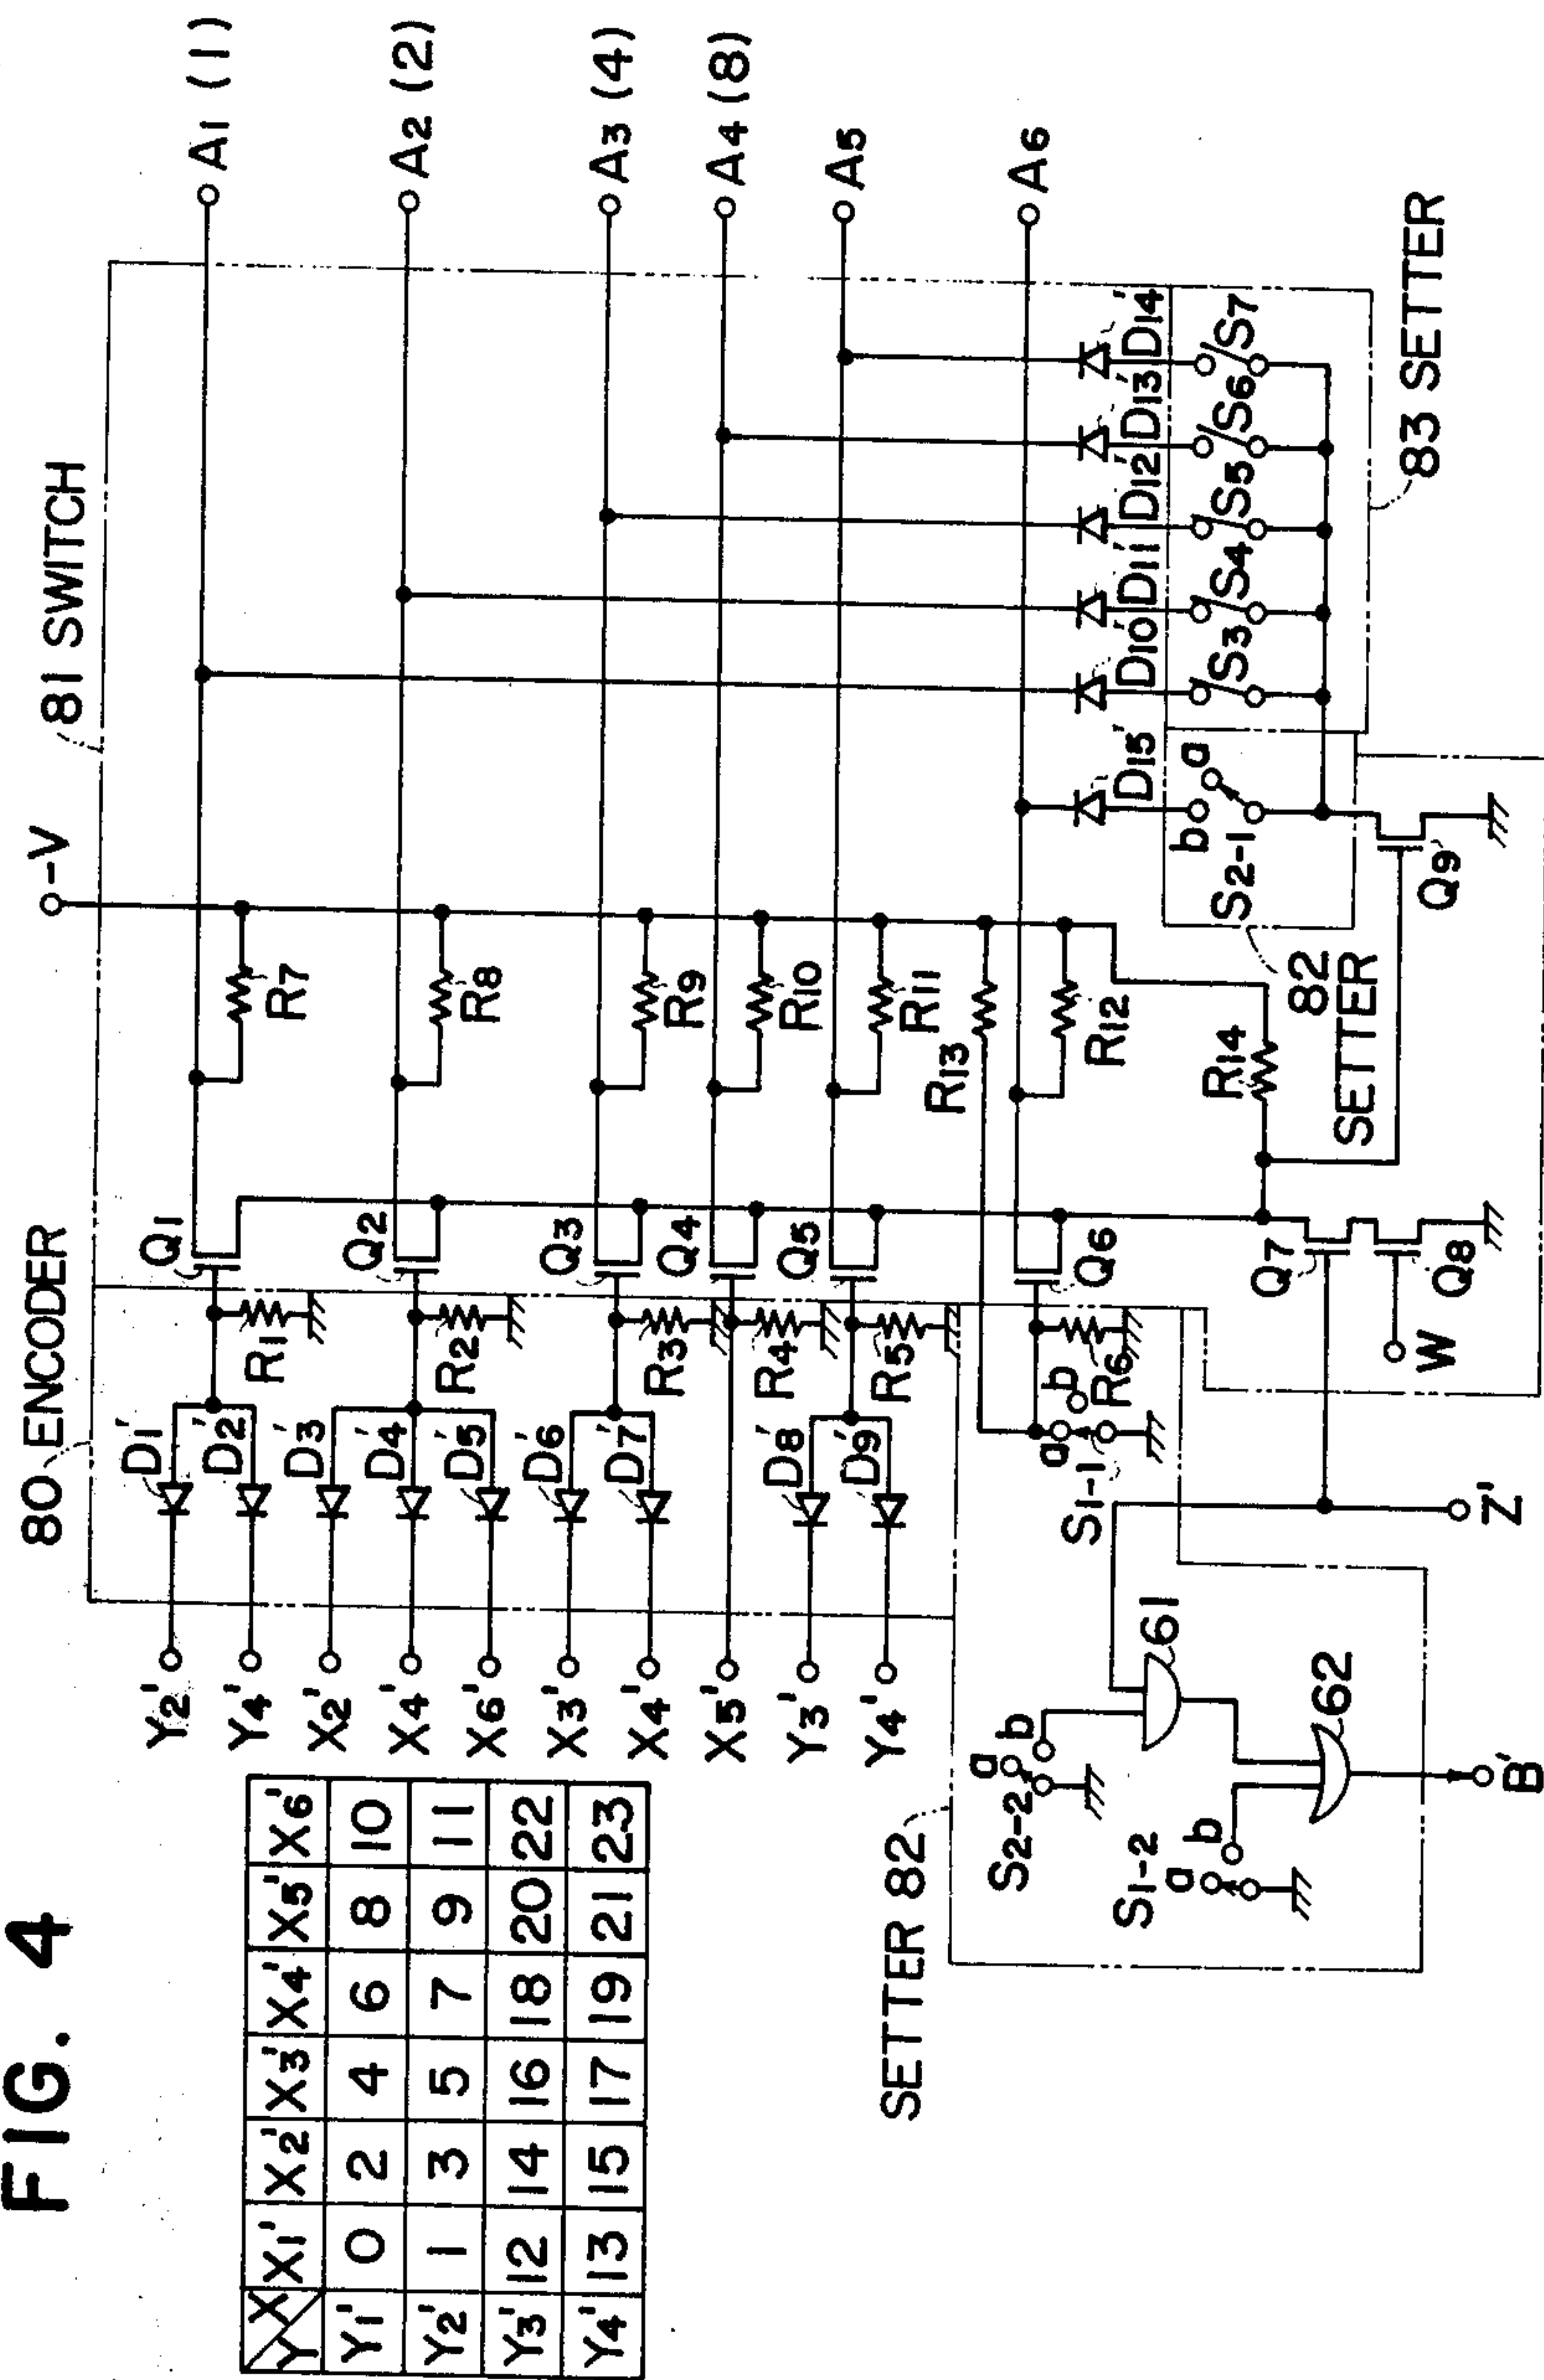 FIG. 4
Y X X1' X2' X3' X4' X5' X6'
Y1' 0 2 4 6 8 10
Y2' 1 3 5 7 9 11
Y3' 12 14 16 18 20 22
Y4' 13 15 17 19 21 23
80 ENCODER
81 SWITCH
-V
Y2'
Y4'
X2'
X4'
X6'
X3'
X4'
X5'
Y3'
Y4'
D1'
D2'
D3'
D4'
D5'
D6'
D7'
D8'
D9'
R1
R2
R3
R4
R5
R6
Q1
Q2
Q3
Q4
Q5
Q6
R7
R8
R9
R10
R11
R13
R12
R14
A1 (1)
A2 (2)
A3 (4)
A4 (8)
A5
A6
D15'
D10'
D11'
D12'
D13'
D14'
b a
S2-1
S3
S4
S5
S6
S7
82
SETTER
83 SETTER
Q7
Q8
Q9
W
Z'
a b
S1-1
SETTER 82
S2-2
a b
S1-2
a b
61
62
B'